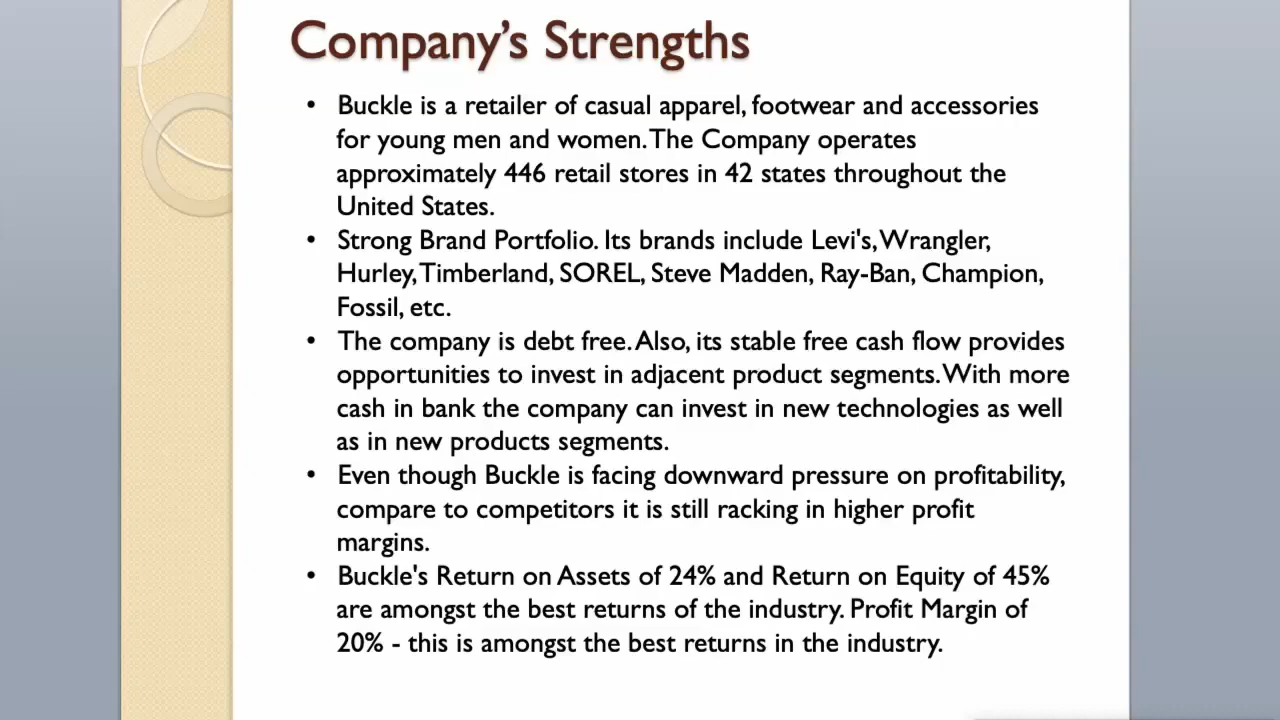 Company's Strengths
• Buckle is a retailer of casual apparel, footwear and accessories
for young men and women. The Company operates
approximately 446 retail stores in 42 states throughout the
United States.
• Strong Brand Portfolio. Its brands include Levi's, Wrangler,
Hurley, Timberland, SOREL, Steve Madden, Ray-Ban, Champion,
Fossil, etc.
• The company is debt free. Also, its stable free cash flow provides
opportunities to invest in adjacent product segments. With more
cash in bank the company can invest in new technologies as well
as in new products segments.
• Even though Buckle is facing downward pressure on profitability,
compare to competitors it is still racking in higher profit
margins.
• Buckle's Return on Assets of 24% and Return on Equity of 45%
are amongst the best returns of the industry. Profit Margin of
20% - this is amongst the best returns in the industry.